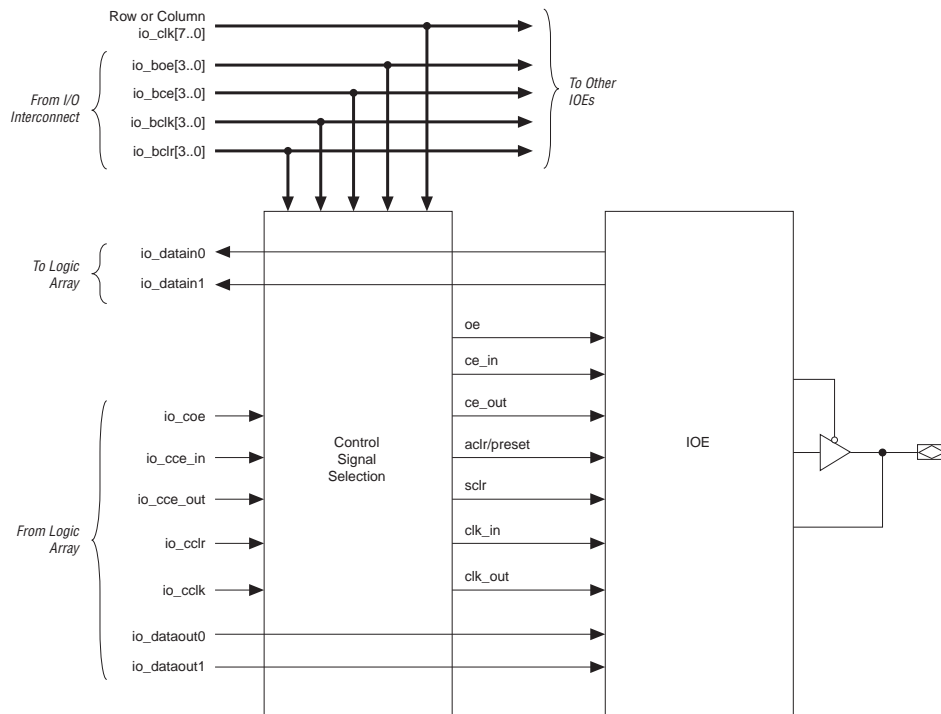 Row or Column
io_clk[7..0]
io_boe[3..0]
io_bce[3..0]
io_bclk[3..0]
io_bclr[3..0]
From I/O
Interconnect
To Other
IOEs
To Logic
Array
io_datain0
io_datain1
oe
ce_in
ce_out
aclr/preset
sclr
clk_in
clk_out
From Logic
Array
io_coe
io_cce_in
io_cce_out
io_cclr
io_cclk
io_dataout0
io_dataout1
Control
Signal
Selection
IOE